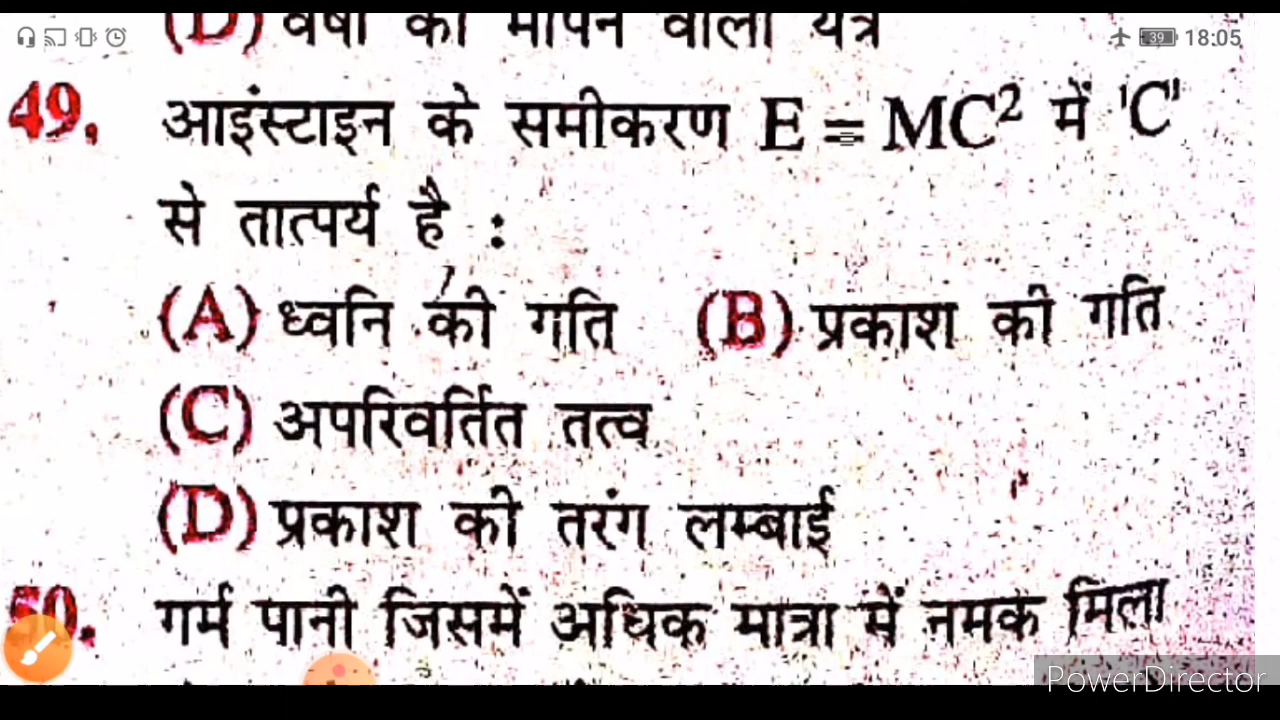 (D) वर्षा को मापने वाला यंत्र
18:05
39
49. आइंस्टाइन के समीकरण E = MC² में 'C'
से तात्पर्य है :
(A) ध्वनि की गति (B) प्रकाश की गति
(C) अपरिवर्तित तत्व
(D) प्रकाश की तरंग लम्बाई
50. गर्म पानी जिसमें अधिक मात्रा में नमक मिला
PowerDirector